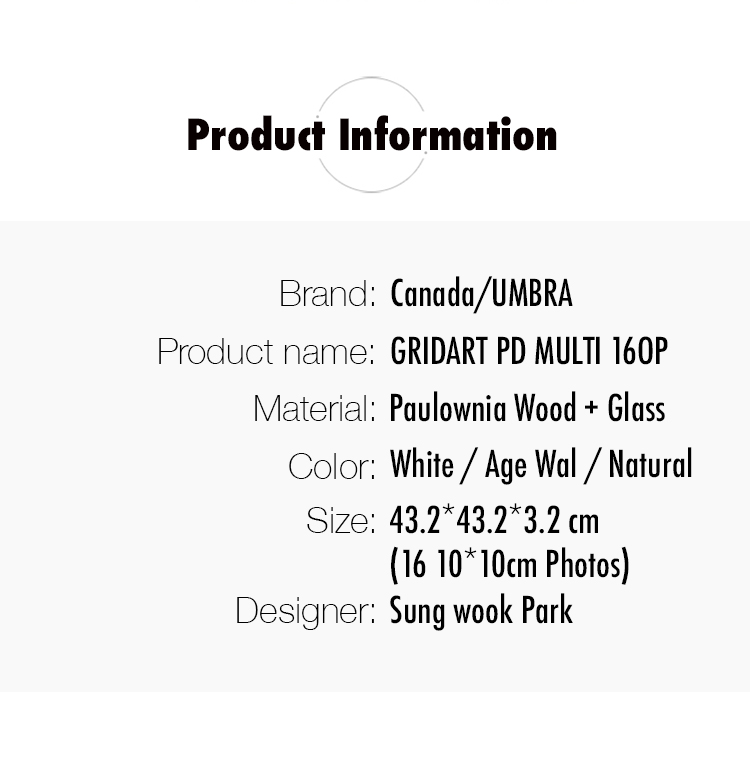 Product Information
Brand: Canada/UMBRA
Product name: GRIDART PD MULTI 16OP
Material: Paulownia Wood + Glass
Color: White / Age Wal / Natural
Size: 43.2*43.2*3.2 cm
(16 10*10cm Photos)
Designer: Sung wook Park